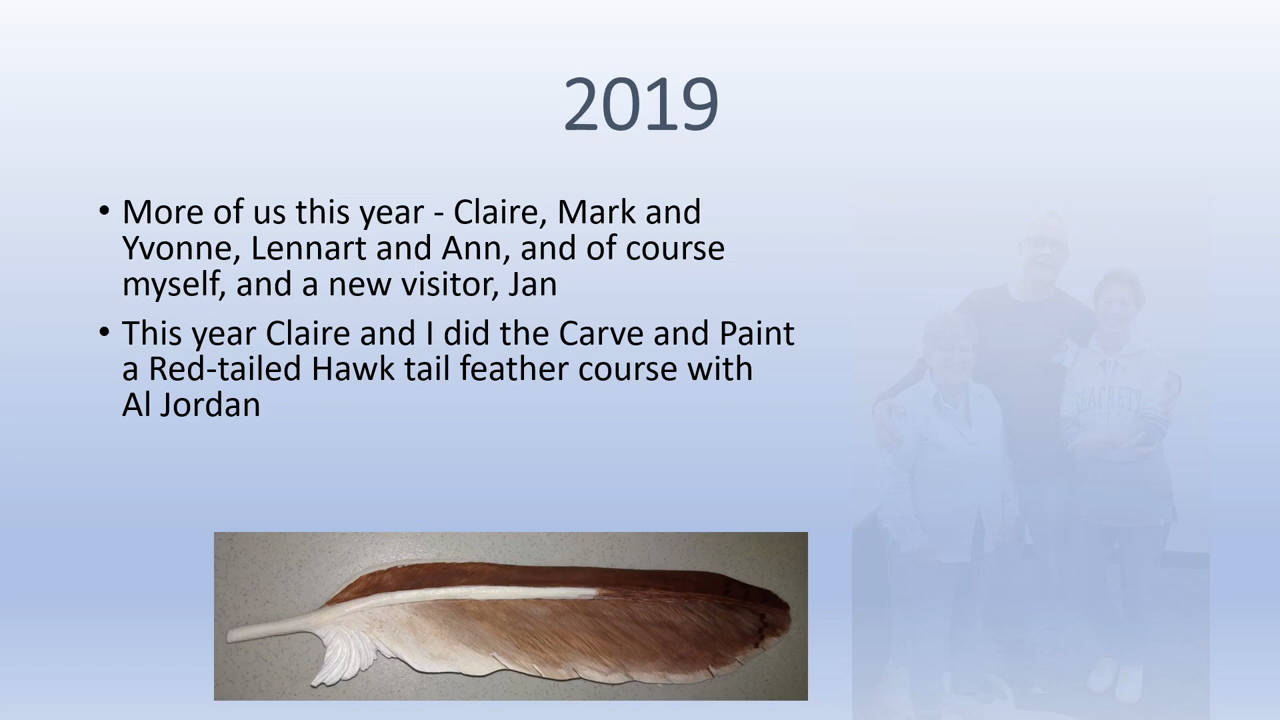 2019
• More of us this year - Claire, Mark and
Yvonne, Lennart and Ann, and of course
myself, and a new visitor, Jan
• This year Claire and I did the Carve and Paint
a Red-tailed Hawk tail feather course with
Al Jordan